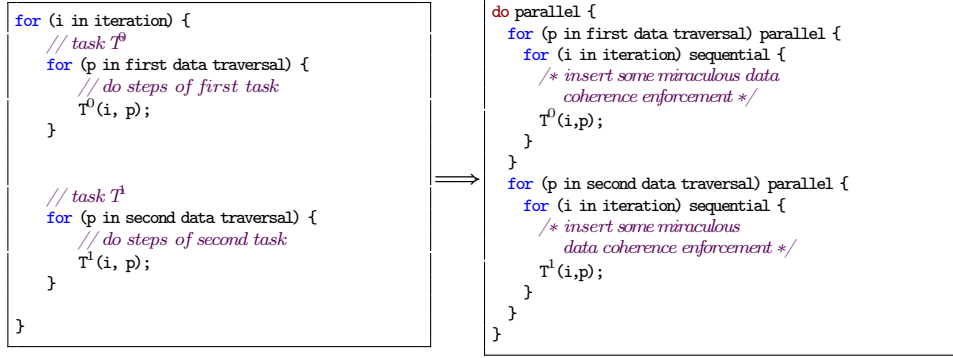 for (i in iteration) {
// task T⁰
for (p in first data traversal) {
// do steps of first task
T⁰(i, p);
}
// task T¹
for (p in second data traversal) {
// do steps of second task
T¹(i, p);
}
}
⟹
do parallel {
for (p in first data traversal) parallel {
for (i in iteration) sequential {
/* insert some miraculous data
coherence enforcement */
T⁰(i,p);
}
}
for (p in second data traversal) parallel {
for (i in iteration) sequential {
/* insert some miraculous
data coherence enforcement */
T¹(i,p);
}
}
}